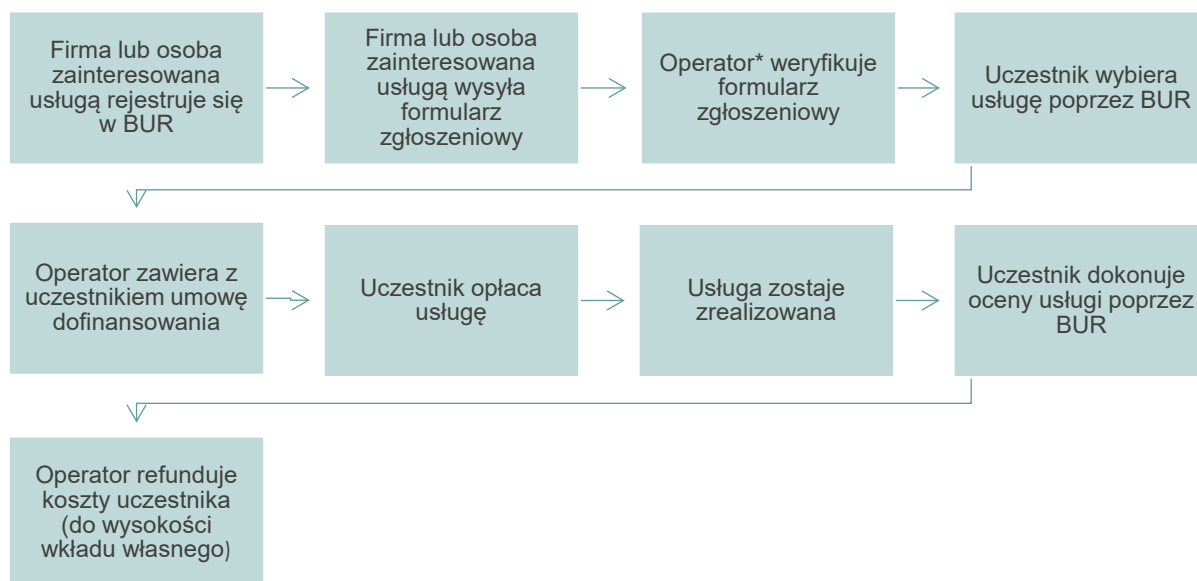 Firma lub osoba
zainteresowana
usługą rejestruje się
w BUR
Firma lub osoba
zainteresowana
usługą wysyła
formularz
zgłoszeniowy
Operator* weryfikuje
formularz
zgłoszeniowy
Uczestnik wybiera
usługę poprzez BUR
Operator zawiera z
uczestnikiem umowę
dofinansowania
Uczestnik opłaca
usługę
Usługa zostaje
zrealizowana
Uczestnik dokonuje
oceny usługi poprzez
BUR
Operator refunduje
koszty uczestnika
(do wysokości
wkładu własnego)